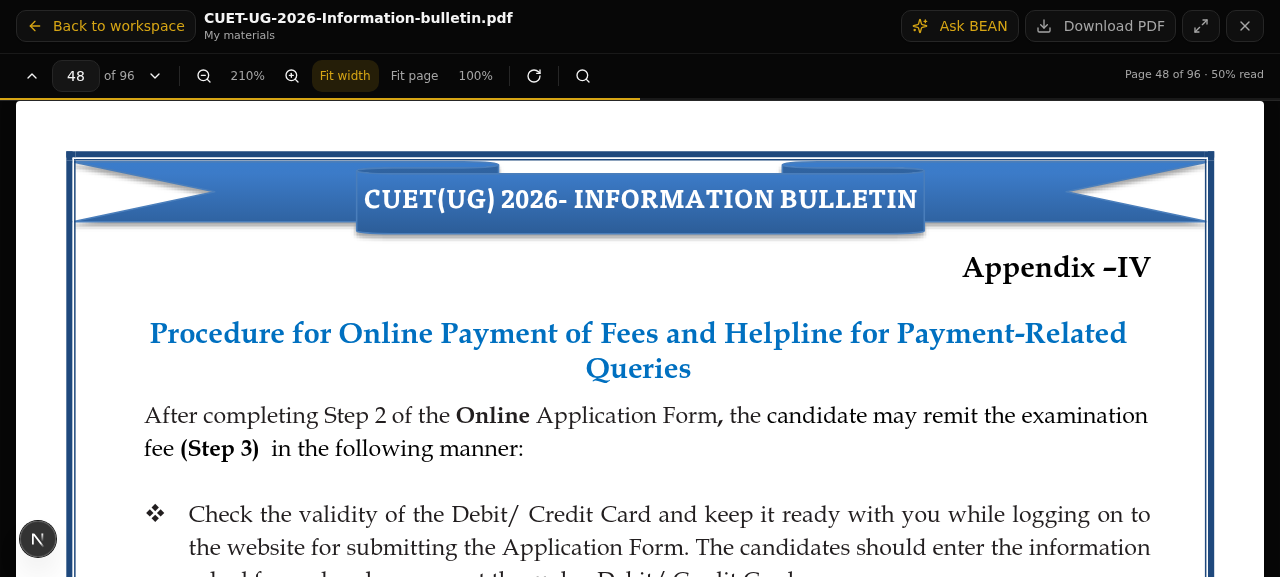 Back to workspace
CUET-UG-2026-Information-bulletin.pdf
My materials
Ask BEAN
Download PDF
48 of 96
210%
Fit width
Fit page
100%
Page 48 of 96 · 50% read
CUET(UG) 2026- INFORMATION BULLETIN
Appendix –IV
Procedure for Online Payment of Fees and Helpline for Payment-Related
Queries
After completing Step 2 of the Online Application Form, the candidate may remit the examination
fee (Step 3) in the following manner:
❖ Check the validity of the Debit/ Credit Card and keep it ready with you while logging on to
the website for submitting the Application Form. The candidates should enter the information
N